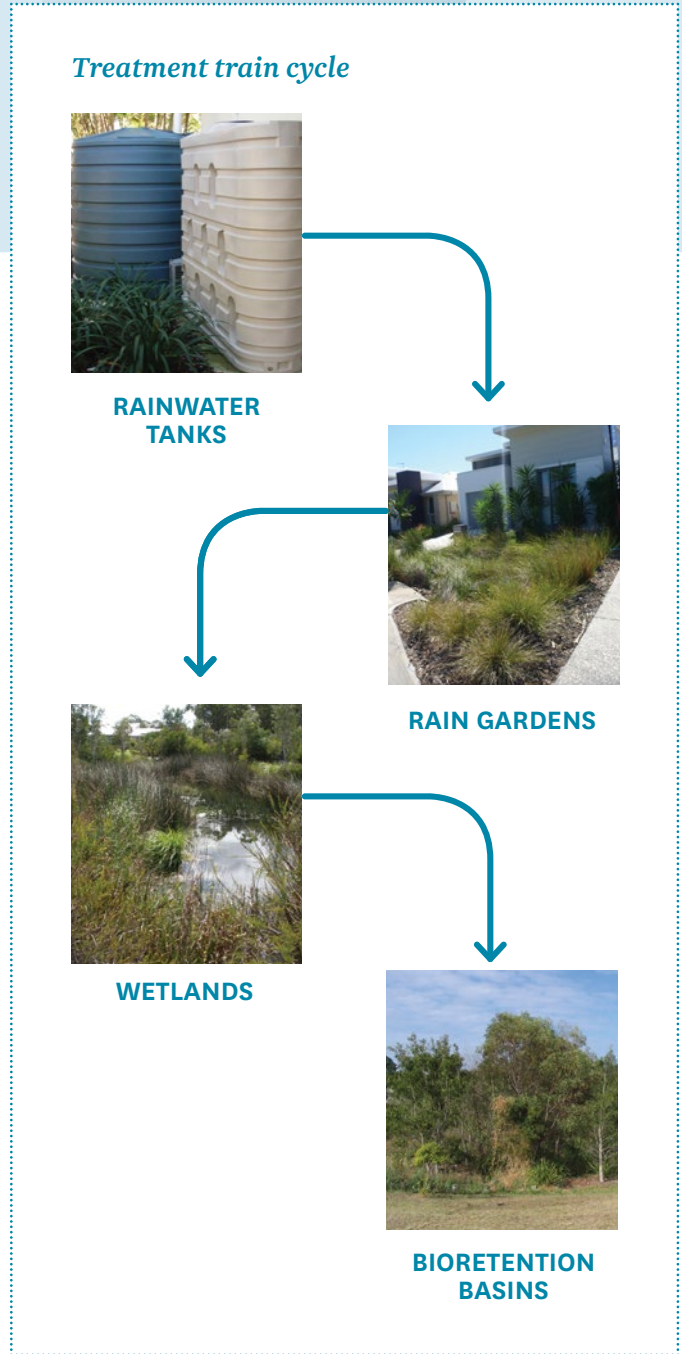 Treatment train cycle
RAINWATER
TANKS
RAIN GARDENS
WETLANDS
BIORETENTION
BASINS